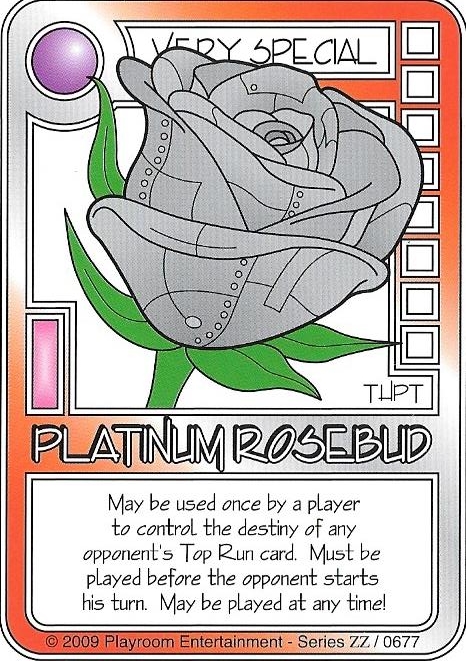 VERY SPECIAL
THPT
PLATINUM ROSEBUD
May be used once by a player
to control the destiny of any
opponent's Top Run card. Must be
played before the opponent starts
his turn. May be played at any time!
© 2009 Playroom Entertainment - Series ZZ / 0677